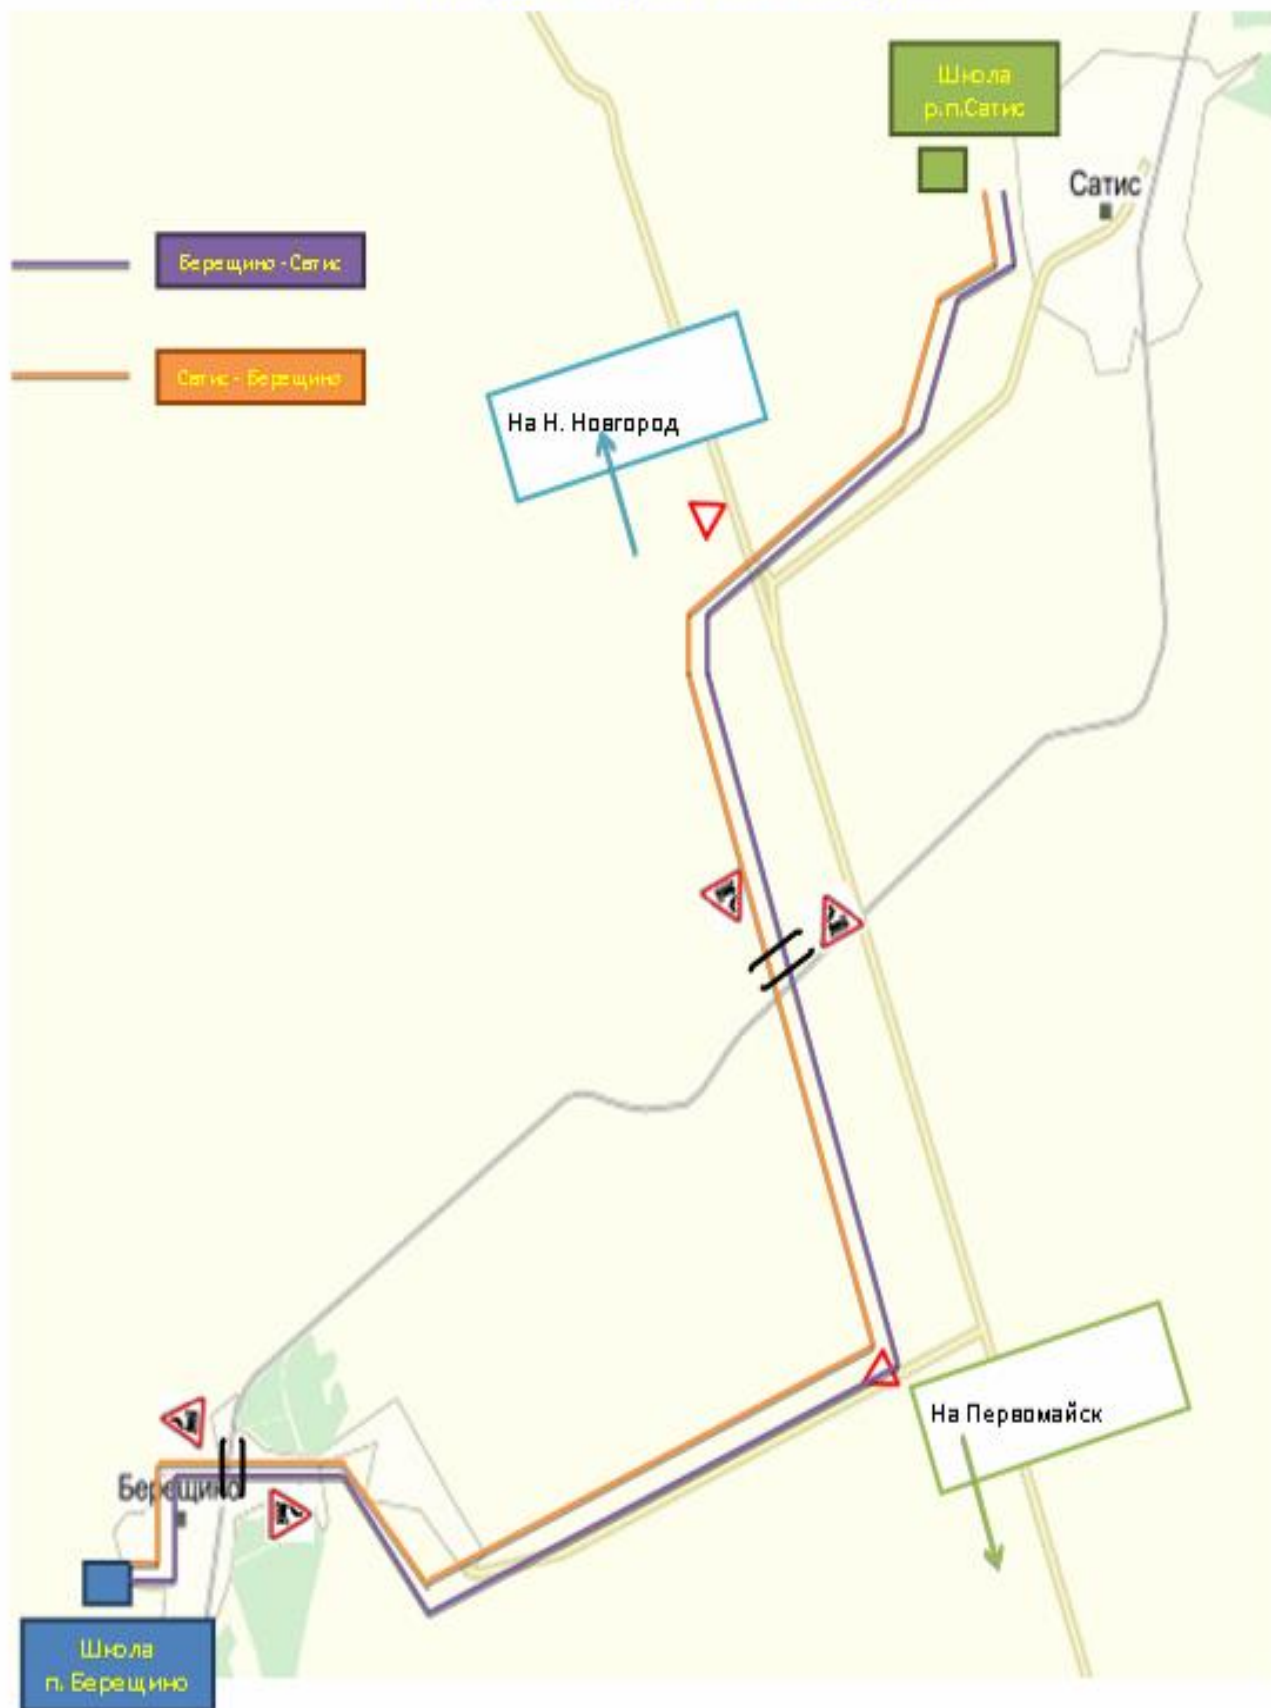 Школа
р.п.Сатис
Сатис
Берещино - Сатис
Сатис - Берещино
На Н. Новгород
На Первомайск
Берещино
Школа
п. Берещино